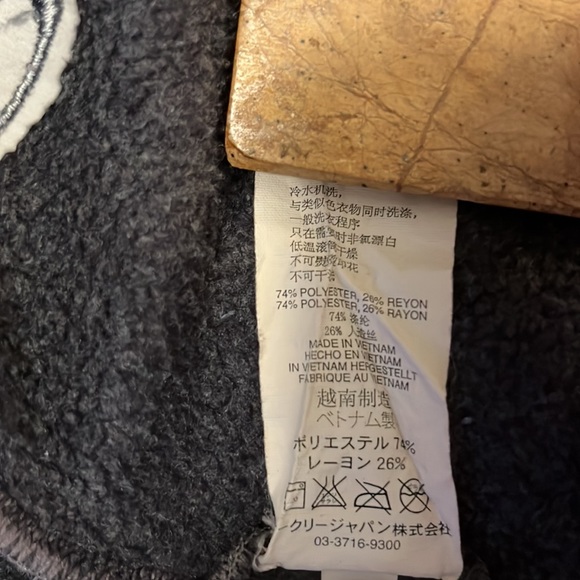 冷水机洗,
与类似色衣物同时洗涤,
一般洗衣程序
只在需要时非氯漂白
低温滚筒干燥
不可熨烫印花
不可干洗
74% POLYESTER, 26% REYON
74% POLYESTER, 26% RAYON
74% 涤纶
26% 人造丝
MADE IN VIETNAM
HECHO EN VIETNAM
IN VIETNAM HERGESTELLT
FABRIQUE AU VIETNAM
越南制造
ベトナム製
ポリエステル 74%
レーヨン 26%
クリージャパン株式会社
03-3716-9300